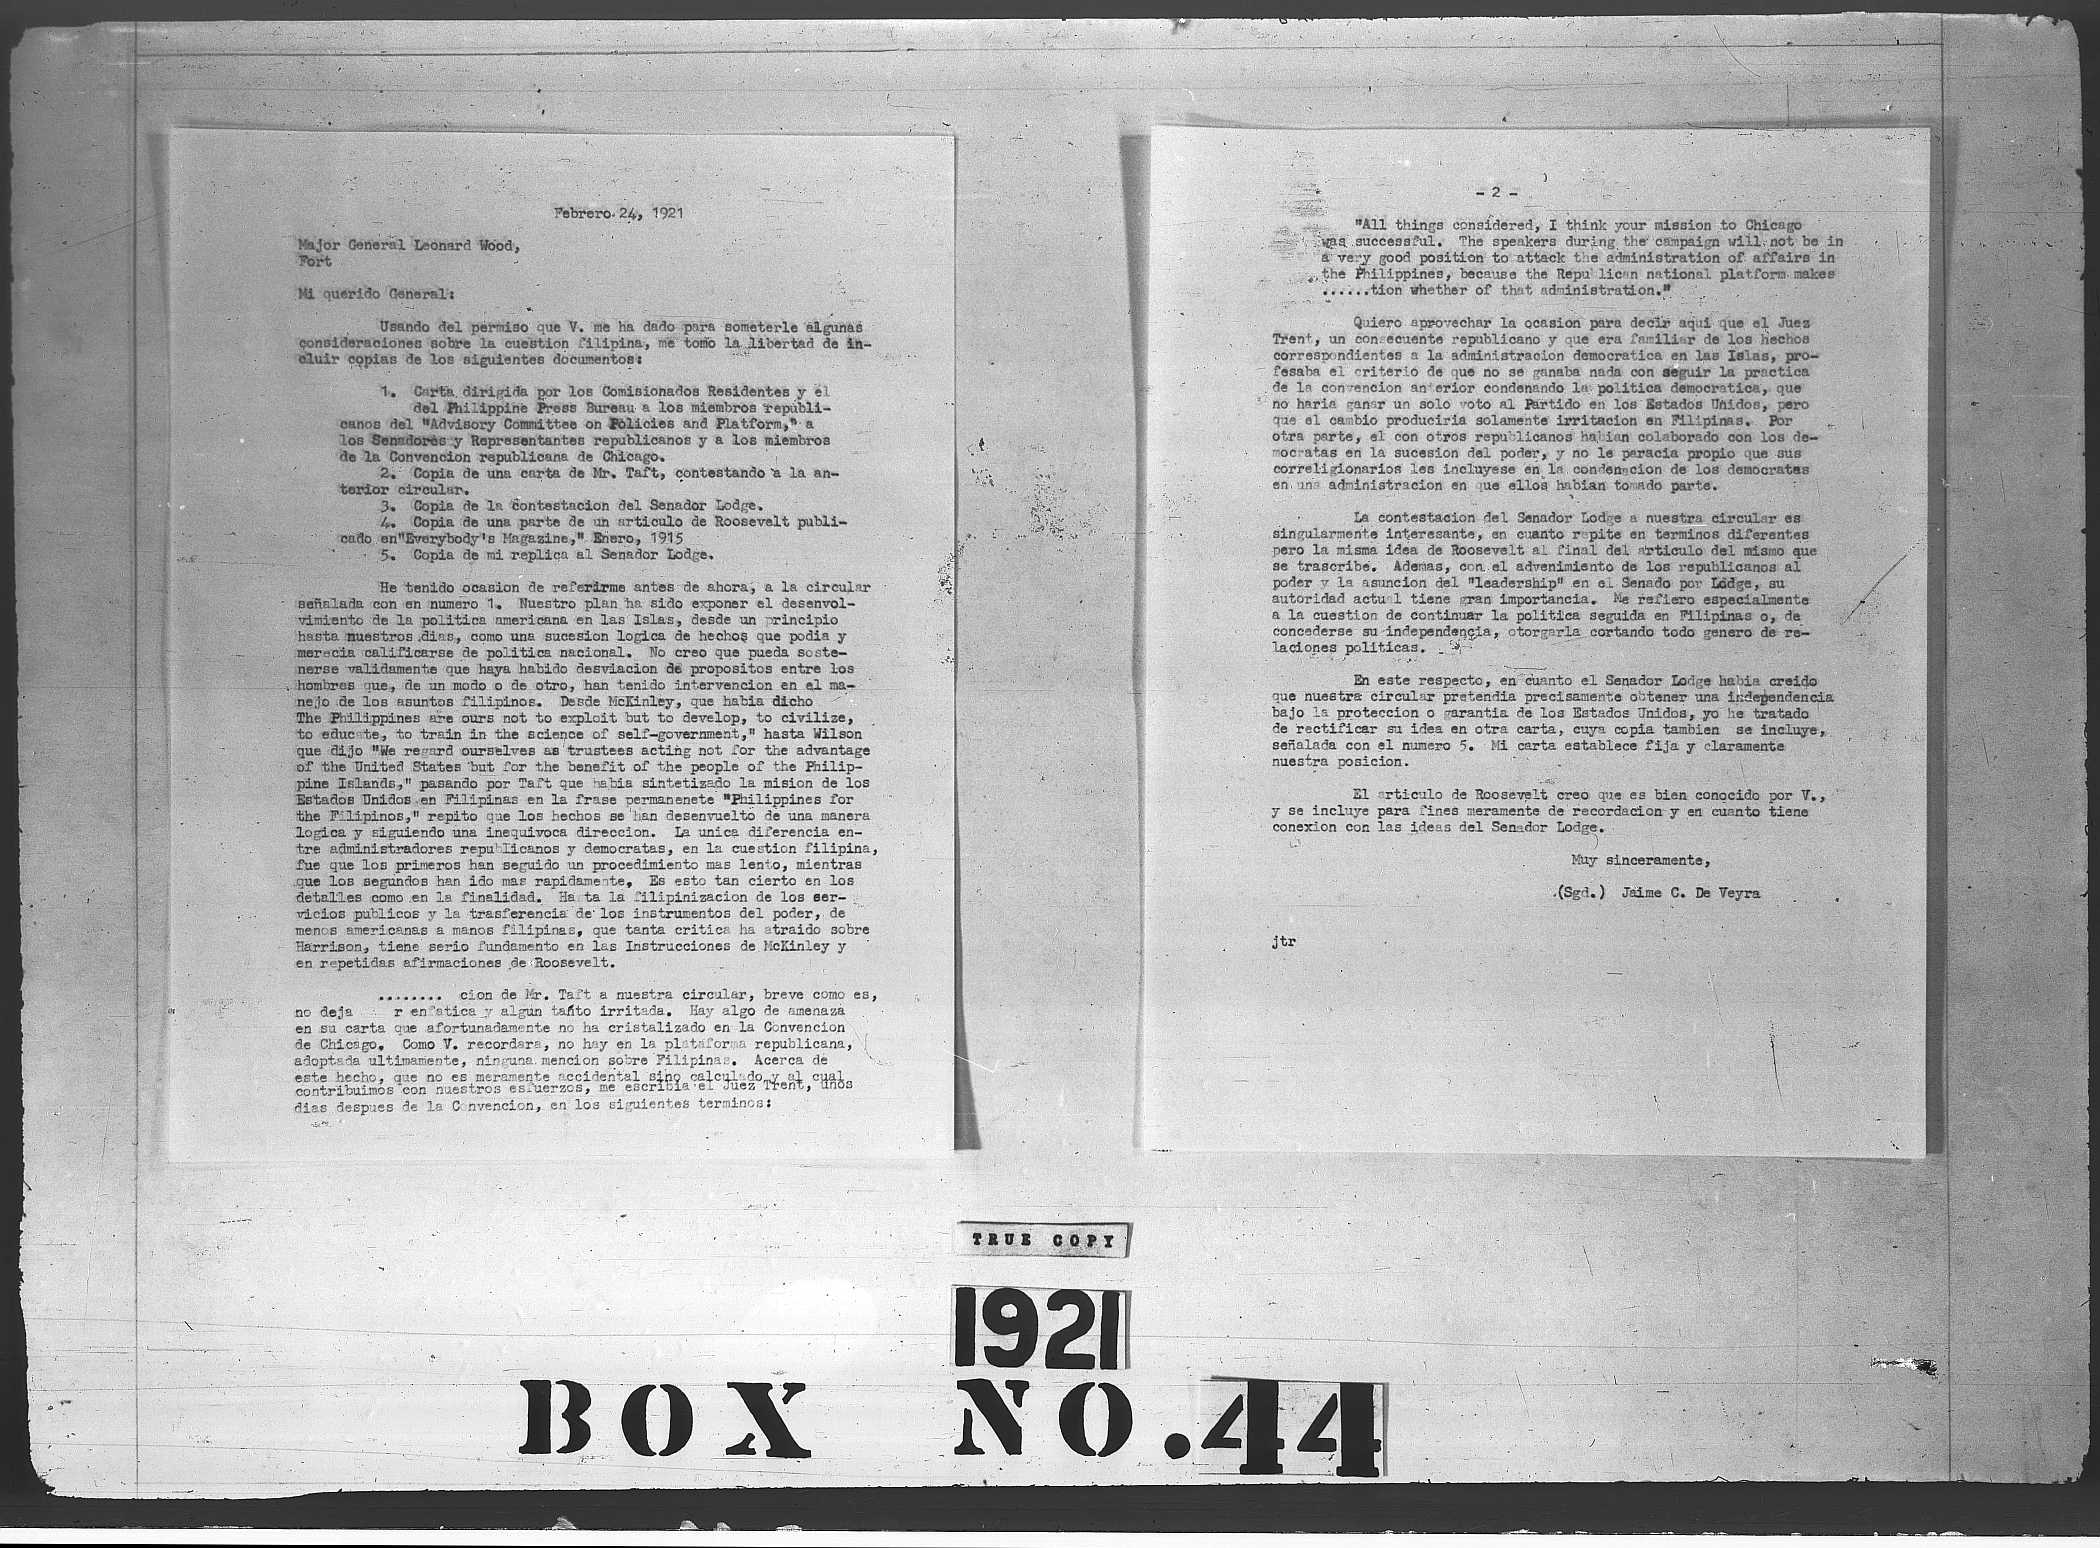 Febrero 24, 1921
Major General Leonard Wood,
Fort
Mi querido General:
Usando del permiso que V. me ha dado para someterle algunas
consideraciones sobre la cuestion filipina, me tomo la libertad de in-
cluir copias de los siguientes documentos:
1. Carta dirigida por los Comisionados Residentes y el
del Philippine Press Bureau a los miembros republi-
canos del "Advisory Committee on Policies and Platform," a
los Senadores y Representantes republicanos y a los miembros
de la Convencion republicana de Chicago.
2. Copia de una carta de Mr. Taft, contestando a la an-
terior circular.
3. Copia de la contestacion del Senador Lodge.
4. Copia de una parte de un articulo de Roosevelt publi-
cado en "Everybody's Magazine," Enero, 1915
5. Copia de mi replica al Senador Lodge.
He tenido ocasion de referirme antes de ahora, a la circular
señalada con en numero 1. Nuestro plan ha sido exponer el desenvol-
vimiento de la politica americana en las Islas, desde un principio
hasta nuestros dias, como una sucesion logica de hechos que podia y
merecia calificarse de politica nacional. No creo que pueda soste-
nerse validamente que haya habido desviacion de propositos entre los
hombres que, de un modo o de otro, han tenido intervencion en el ma-
nejo de los asuntos filipinos. Desde McKinley, que habia dicho
The Philippines are ours not to exploit but to develop, to civilize,
to educate, to train in the science of self-government," hasta Wilson
que dijo "We regard ourselves as trustees acting not for the advantage
of the United States but for the benefit of the people of the Philip-
pine Islands," pasando por Taft que habia sintetizado la mision de los
Estados Unidos en Filipinas en la frase permanenete "Philippines for
the Filipinos," repito que los hechos se han desenvuelto de una manera
logica y siguiendo una inequivoca direccion. La unica diferencia en-
tre administradores republicanos y democratas, en la cuestion filipina,
fue que los primeros han seguido un procedimiento mas lento, mientras
que los segundos han ido mas rapidamente. Es esto tan cierto en los
detalles como en la finalidad. Hasta la filipinizacion de los ser-
vicios publicos y la trasferencia de los instrumentos del poder, de
menos americanas a manos filipinas, que tanta critica ha atraido sobre
Harrison, tiene serio fundamento en las Instrucciones de McKinley y
en repetidas afirmaciones de Roosevelt.
........ cion de Mr. Taft a nuestra circular, breve como es,
no deja r enfatica y algun tanto irritada. Hay algo de amenaza
en su carta que afortunadamente no ha cristalizado en la Convencion
de Chicago. Como V. recordara, no hay en la plataforma republicana,
adoptada ultimamente, ninguna mencion sobre Filipinas. Acerca de
este hecho, que no es meramente accidental sino calculado y al cual
contribuimos con nuestros esfuerzos, me escribia el Juez Trent, unos
dias despues de la Convencion, en los siguientes terminos:
- 2 -
"All things considered, I think your mission to Chicago
was successful. The speakers during the campaign will not be in
a very good position to attack the administration of affairs in
the Philippines, because the Republican national platform makes
......tion whether of that administration."
Quiero aprovechar la ocasion para decir aqui que el Juez
Trent, un consecuente republicano y que era familiar de los hechos
correspondientes a la administracion democratica en las Islas, pro-
fesaba el criterio de que no se ganaba nada con seguir la practica
de la convencion anterior condenando la politica democratica, que
no haria ganar un solo voto al Partido en los Estados Unidos, pero
que el cambio produciria solamente irritacion en Filipinas. Por
otra parte, el con otros republicanos habian colaborado con los de-
mocratas en la sucesion del poder, y no le paracia propio que sus
correligionarios les incluyese en la condenacion de los democratas
en una administracion en que ellos habian tomado parte.
La contestacion del Senador Lodge a nuestra circular es
singularmente interesante, en cuanto repite en terminos diferentes
pero la misma idea de Roosevelt al final del articulo del mismo que
se trascribe. Ademas, con el advenimiento de los republicanos al
poder y la asuncion del "leadership" en el Senado por Lodge, su
autoridad actual tiene gran importancia. Me refiero especialmente
a la cuestion de continuar la politica seguida en Filipinas o, de
concederse su independencia, otorgarla cortando todo genero de re-
laciones politicas.
En este respecto, en cuanto el Senador Lodge habia creido
que nuestra circular pretendia precisamente obtener una independencia
bajo la proteccion o garantia de los Estados Unidos, yo he tratado
de rectificar su idea en otra carta, cuya copia tambien se incluye,
señalada con el numero 5. Mi carta establece fija y claramente
nuestra posicion.
El articulo de Roosevelt creo que es bien conocido por V.,
y se incluye para fines meramente de recordacion y en cuanto tiene
conexion con las ideas del Senador Lodge.
Muy sinceramente,
(Sgd.) Jaime C. De Veyra
jtr
TRUE COPY
1921
BOX NO. 44